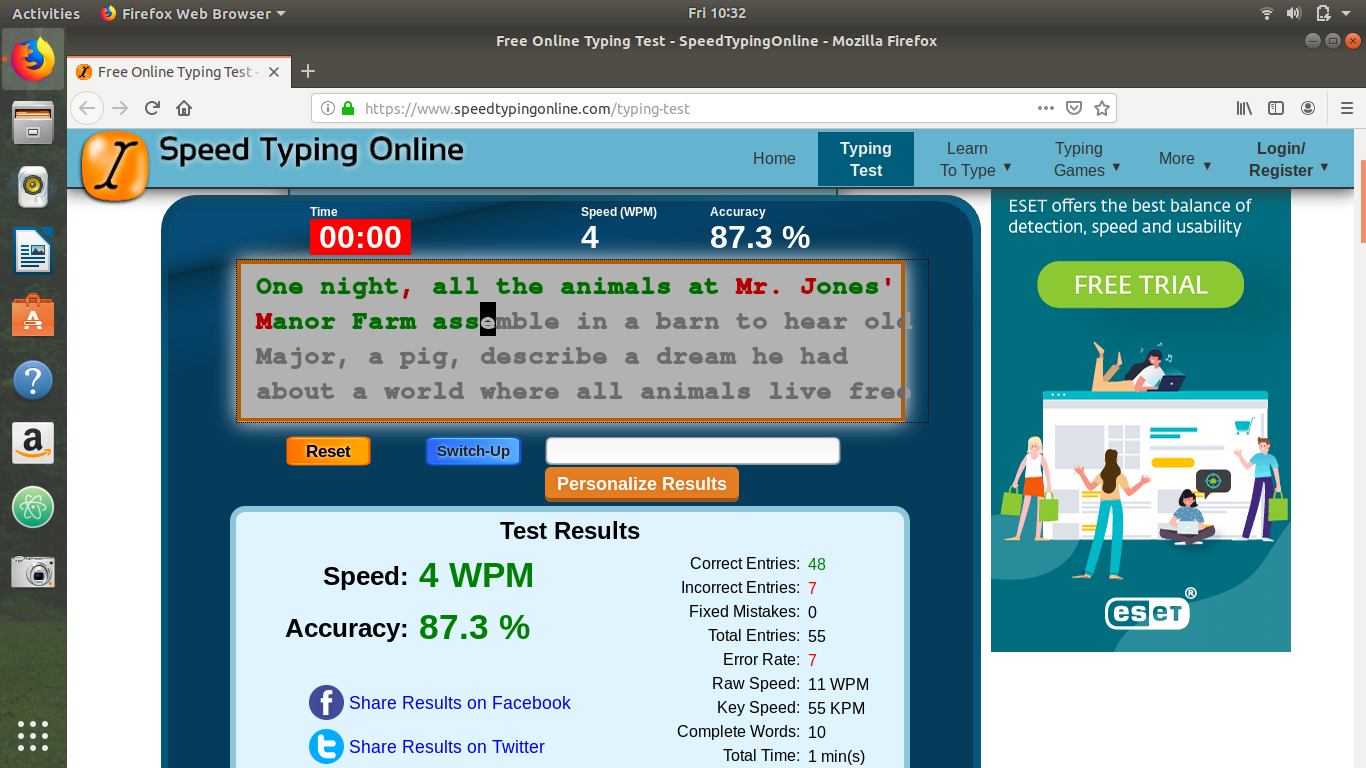 Activities
Firefox Web Browser
Fri 10:32
Free Online Typing Test - SpeedTypingOnline - Mozilla Firefox
Free Online Typing Test -
https://www.speedtypingonline.com/typing-test
Speed Typing Online
Home
Typing
Test
Learn
To Type
Typing
Games
More
Login/
Register
Time
00:00
Speed (WPM)
4
Accuracy
87.3 %
One night, all the animals at Mr. Jones'
Manor Farm assemble in a barn to hear old
Major, a pig, describe a dream he had
about a world where all animals live free
Reset
Switch-Up
Personalize Results
Test Results
Speed: 4 WPM
Accuracy: 87.3 %
Share Results on Facebook
Share Results on Twitter
Correct Entries: 48
Incorrect Entries: 7
Fixed Mistakes: 0
Total Entries: 55
Error Rate: 7
Raw Speed: 11 WPM
Key Speed: 55 KPM
Complete Words: 10
Total Time: 1 min(s)
ESET offers the best balance of
detection, speed and usability
FREE TRIAL
eseT®